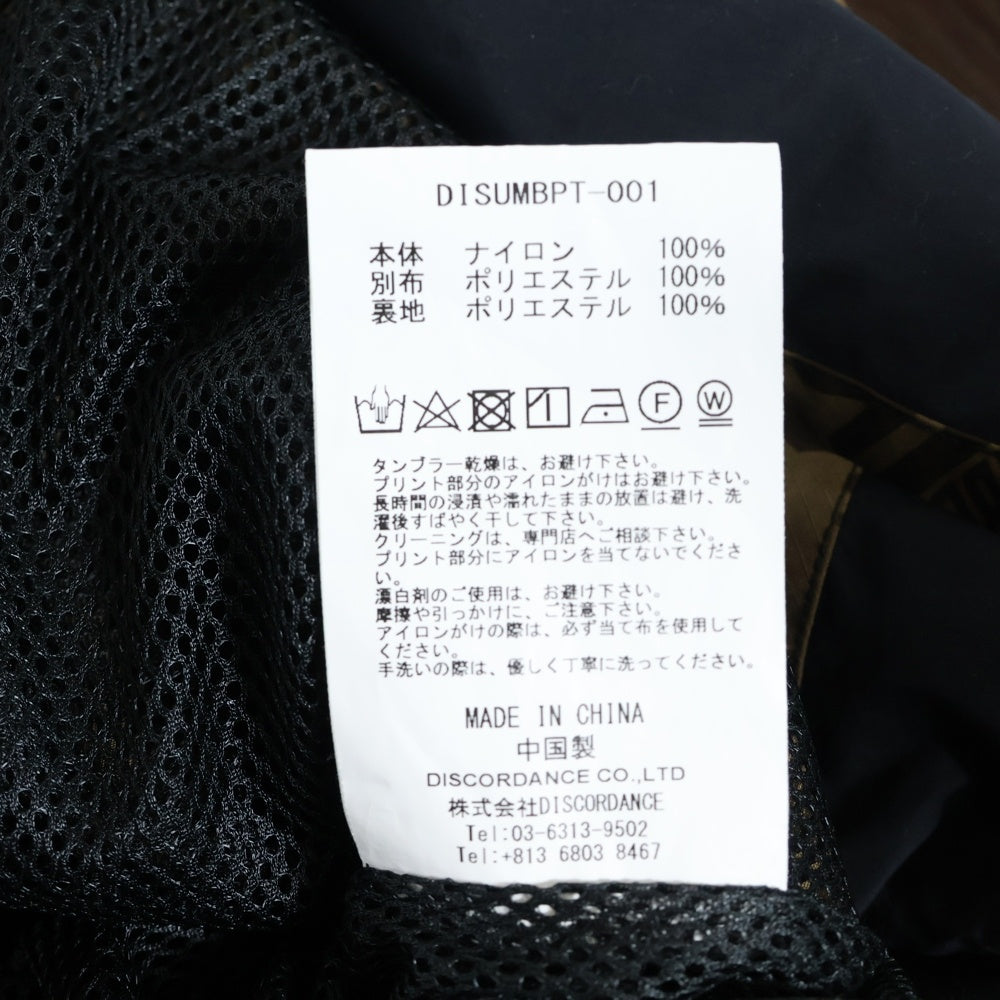 DISUMBPT-001
本体 ナイロン 100%
別布 ポリエステル 100%
裏地 ポリエステル 100%
F W
タンブラー乾燥は、お避け下さい。
プリント部分のアイロンがけはお避け下さい。
長時間の浸漬や濡れたままの放置は避け、洗
濯後すばやく干して下さい。
クリーニングは、専門店へご相談下さい。
プリント部分にアイロンを当てないでくださ
い。
漂白剤のご使用は、お避け下さい。
摩擦や引っかけに、ご注意下さい。
アイロンがけの際は、必ず当て布を使用して
ください。
手洗いの際は、優しく丁寧に洗ってください。
MADE IN CHINA
中国製
DISCORDANCE CO.,LTD
株式会社DISCORDANCE
Tel:03-6313-9502
Tel:+813 6803 8467